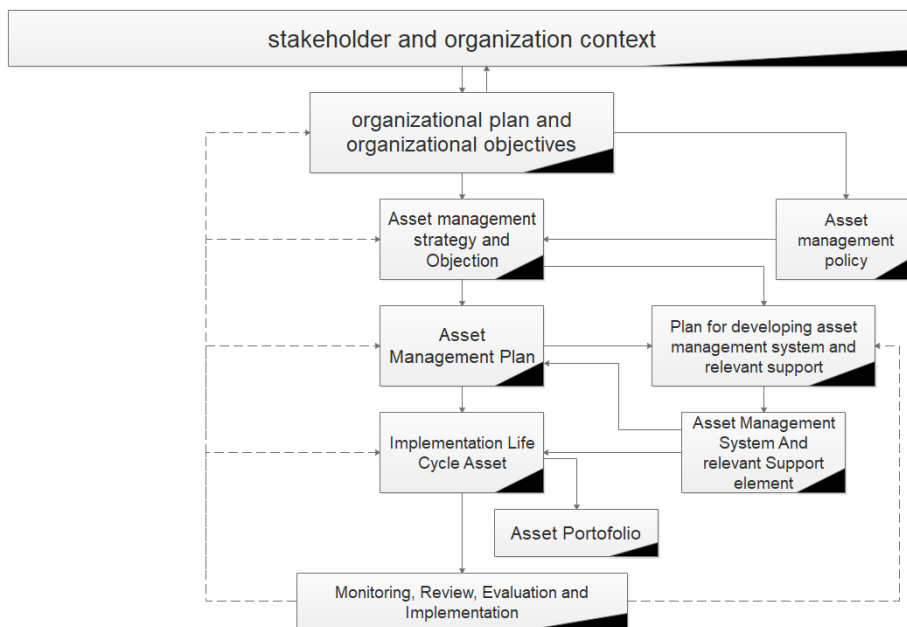 stakeholder and organization context
organizational plan and
organizational objectives
Asset management
strategy and
Objection
Asset
management
policy
Asset
Management Plan
Plan for developing asset
management system and
relevant support
Implementation Life
Cycle Asset
Asset Management
System And
relevant Support
element
Asset Portofolio
Monitoring, Review, Evaluation and
Implementation